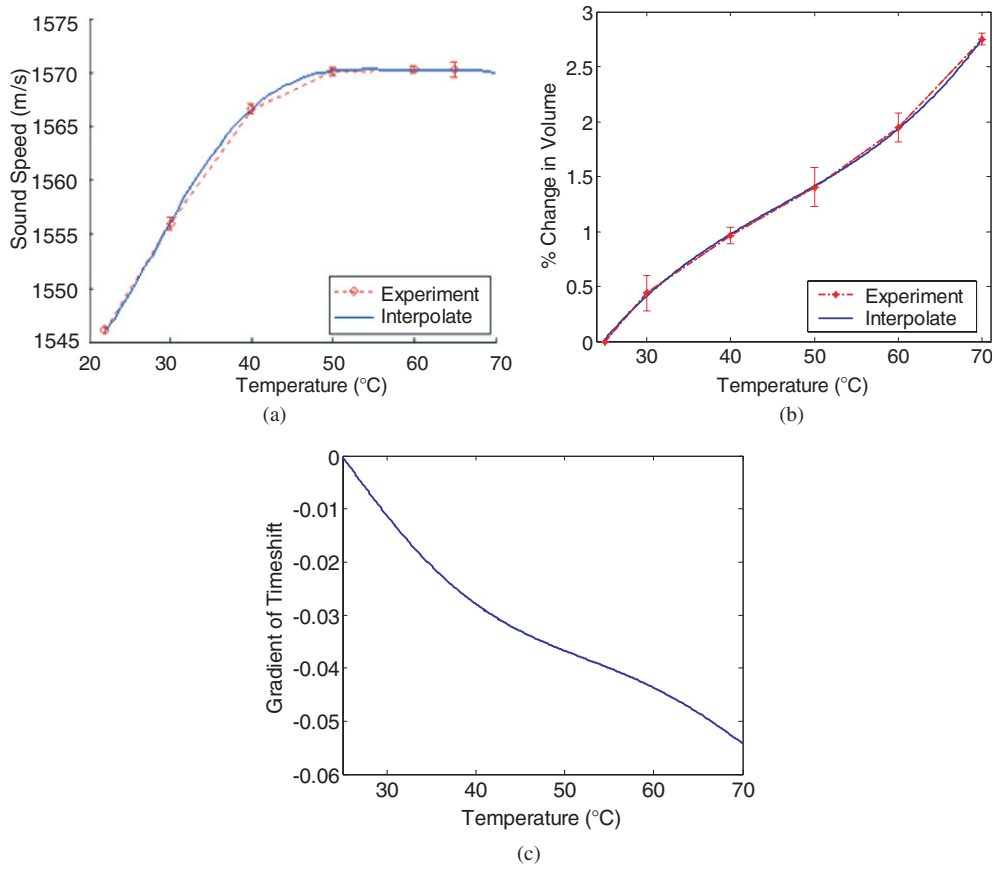 1575
1570
1565
1560
1555
1550
1545
Sound Speed (m/s)
Experiment
Interpolate
20 30 40 50 60 70
Temperature (°C)
(a)
3
2.5
2
1.5
1
0.5
0
% Change in Volume
Experiment
Interpolate
30 40 50 60 70
Temperature (°C)
(b)
0
-0.01
-0.02
-0.03
-0.04
-0.05
-0.06
Gradient of Timeshift
30 40 50 60 70
Temperature (°C)
(c)